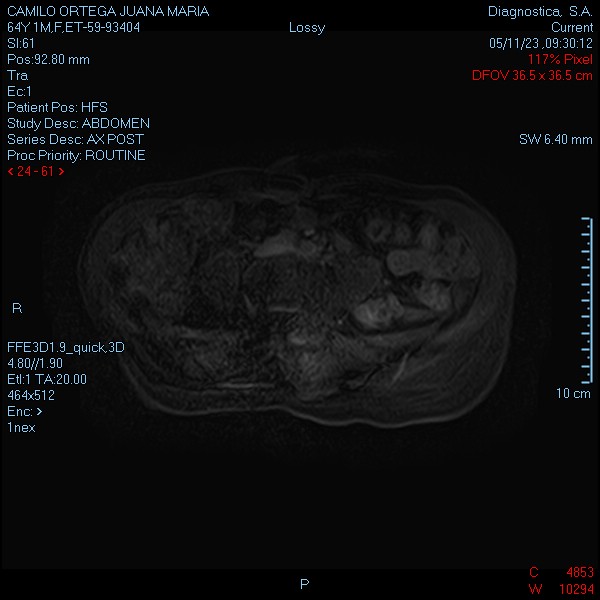 CAMILO ORTEGA JUANA MARIA
64Y 1M,F,ET-59-93404
SI:61
Pos:92.80 mm
Tra
Ec:1
Patient Pos: HFS
Study Desc: ABDOMEN
Series Desc: AX POST
Proc Priority: ROUTINE
< 24 - 61 >
Lossy
Diagnostica, S.A.
Current
05/11/23 ,09:30:12
117% Pixel
DFOV 36.5 x 36.5 cm
SW 6.40 mm
R
FFE3D1.9_quick,3D
4.80//1.90
Etl:1 TA:20.00
464x512
Enc: >
1nex
10 cm
P
C 4853
W 10294